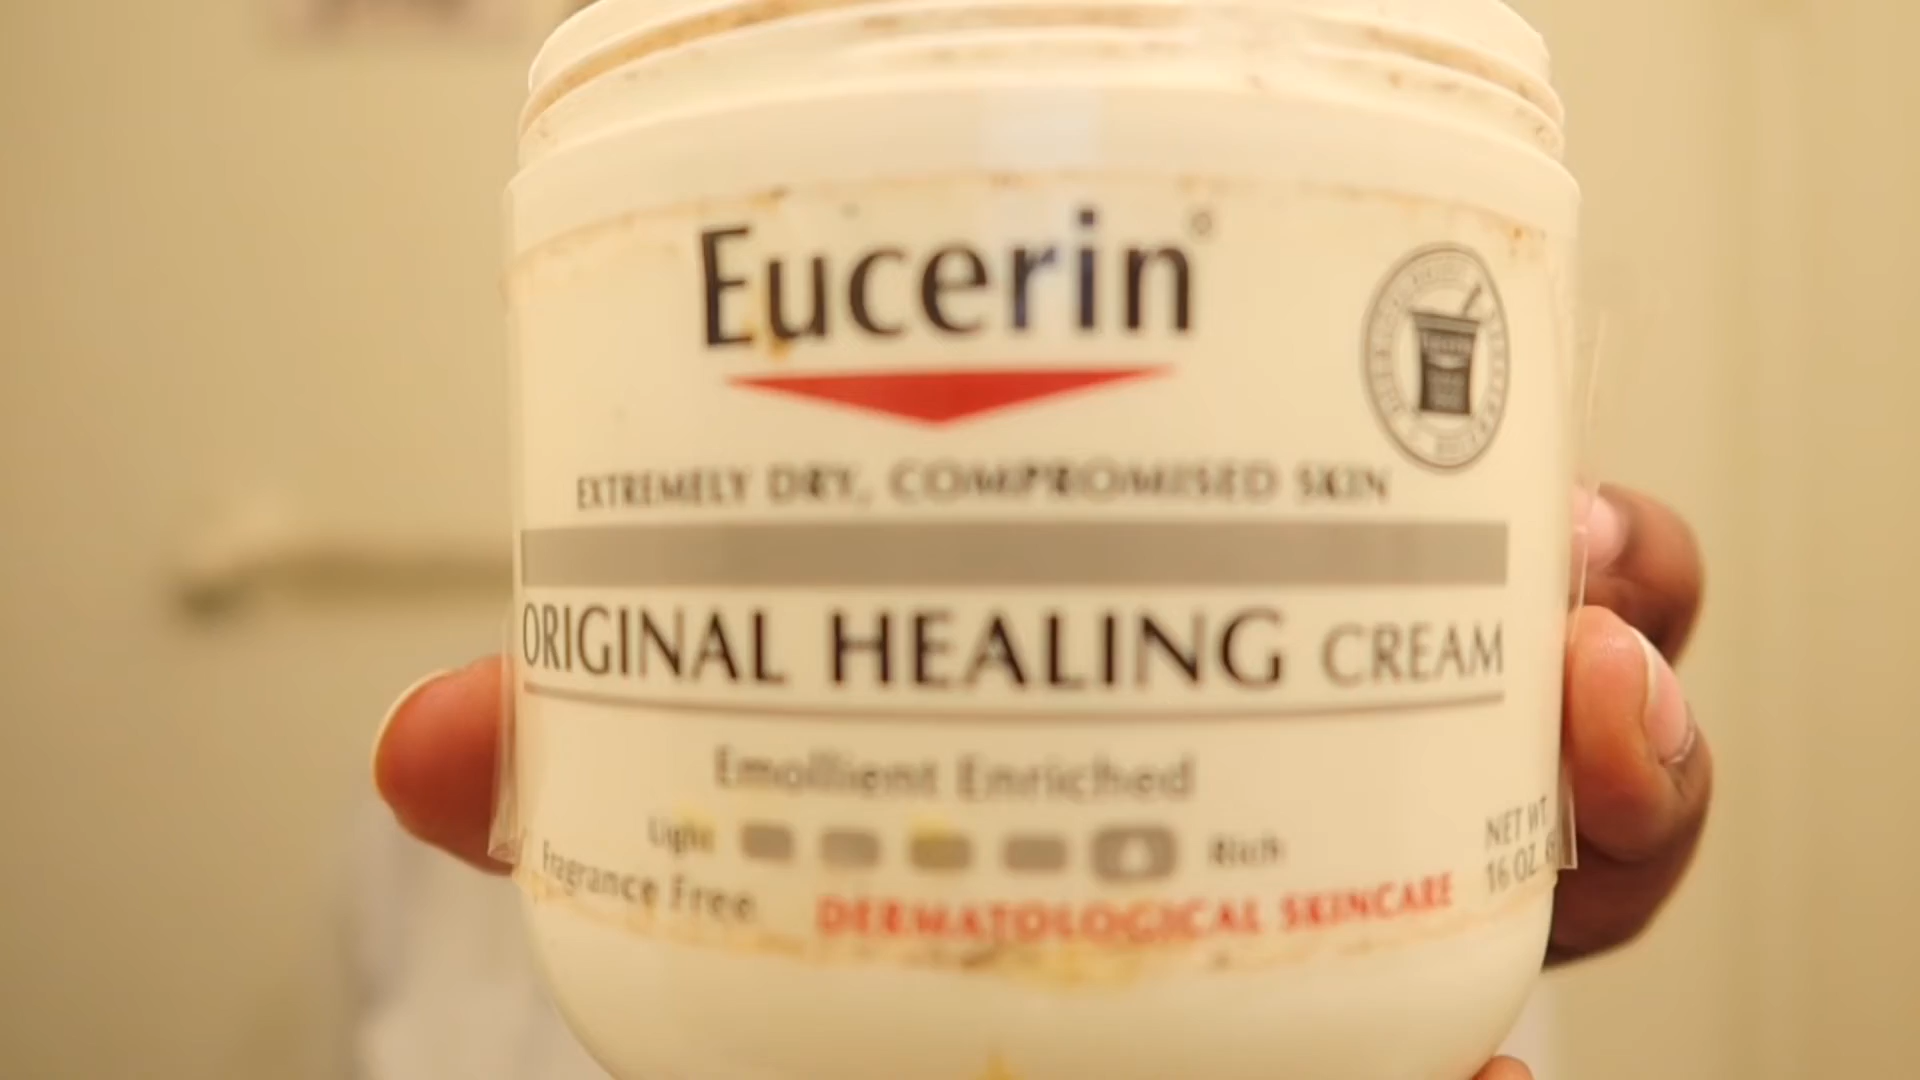 Eucerin®
EXTREMELY DRY, COMPROMISED SKIN
ORIGINAL HEALING CREAM
Emollient Enriched
Light Rich
Fragrance Free
DERMATOLOGICAL SKINCARE
NET WT
16 OZ.